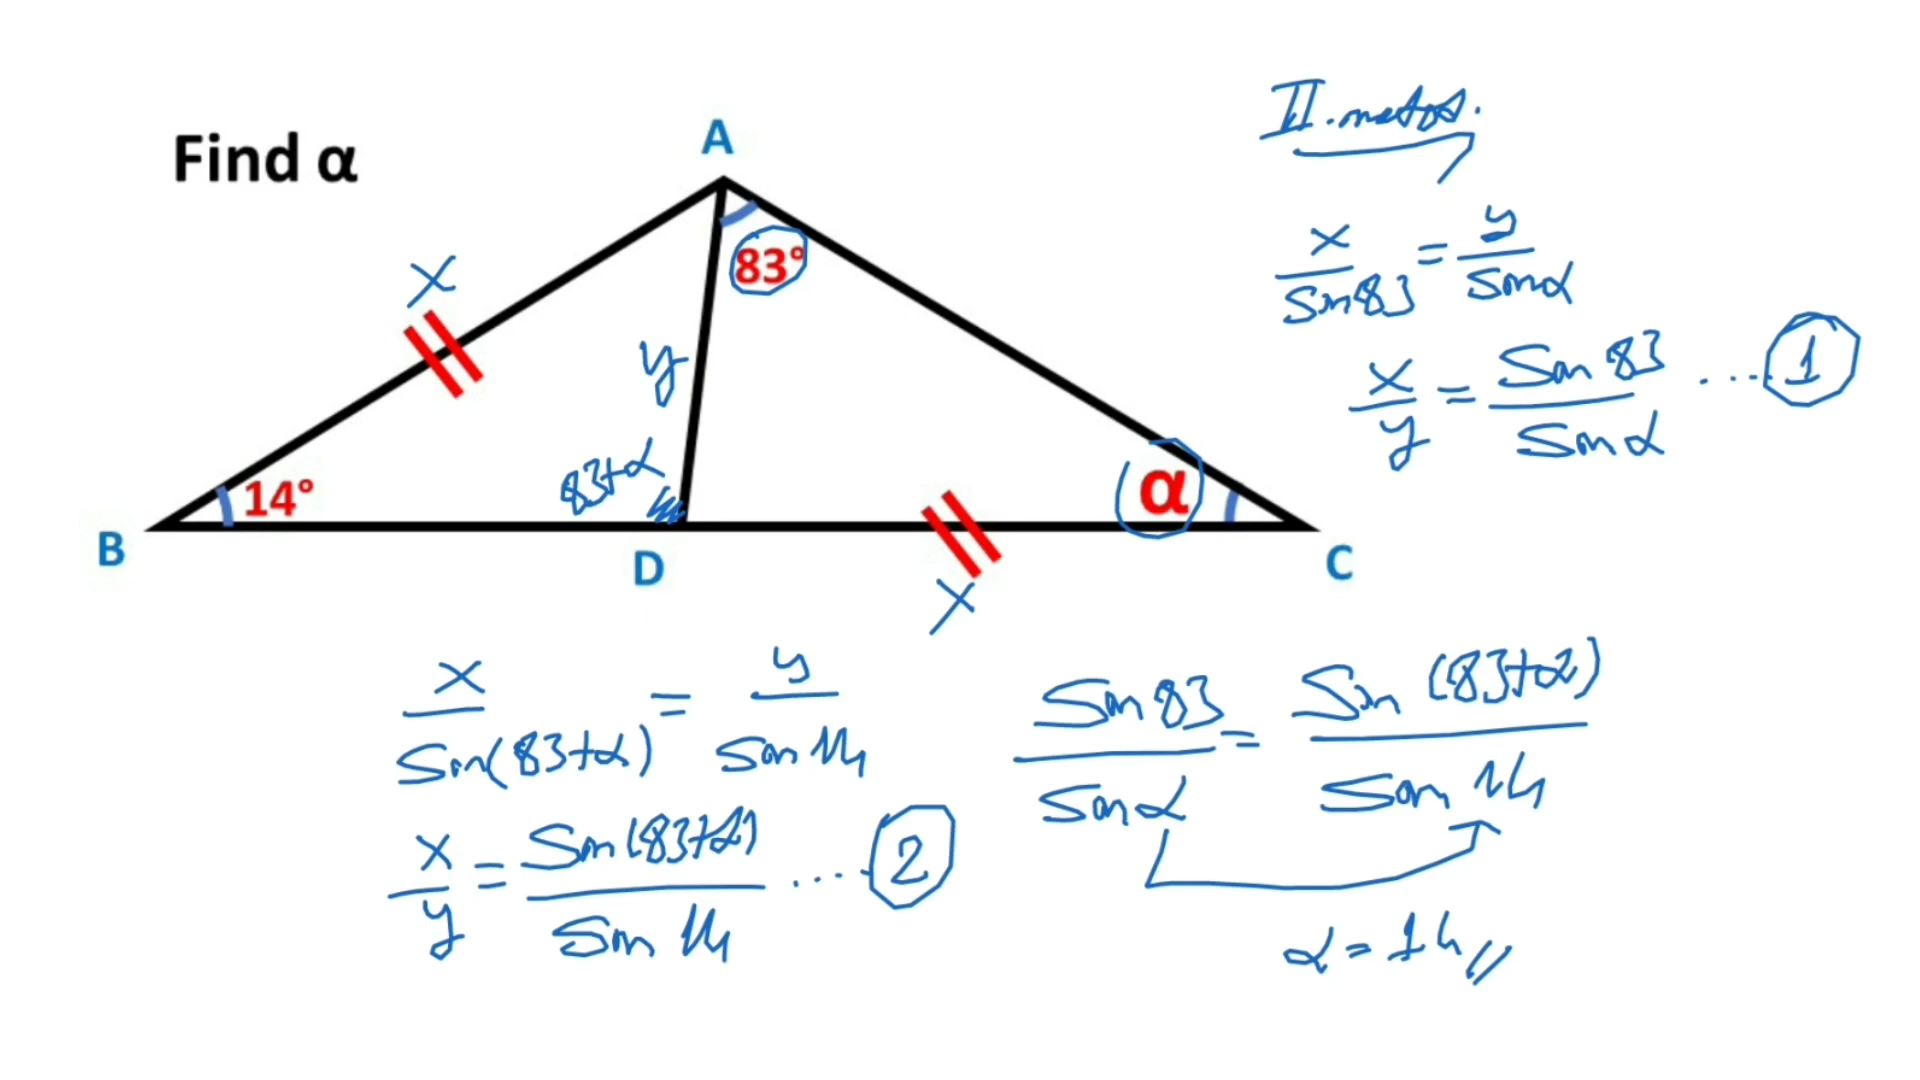 Find α
A
II. metod.
x
83°
y
14°
83+α
α
B
D
C
x
x/sin83 = y/sinα
x/y = sin83/sinα .... 1
x/sin(83+α) = y/sin14
x/y = sin(83+α)/sin14 .... 2
sin83/sinα = sin(83+α)/sin14
α = 14//